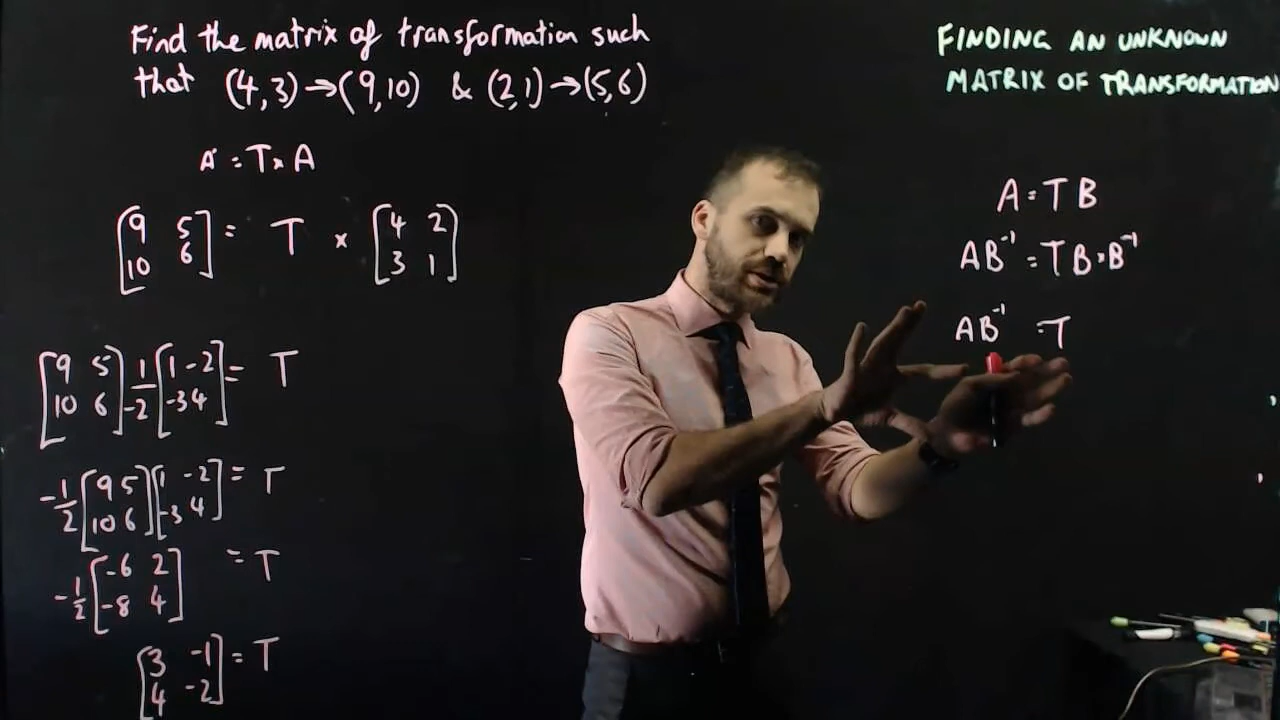 Find the matrix of transformation such
that (4,3)→(9,10) & (2,1)→(5,6)
A' = T×A
[9 5 = T × [4 2
10 6] 3 1]
[9 5 1 [1 -2 = T
10 6] -2 -3 4]
-1 [9 5 [1 -2 = T
2 10 6] -3 4]
-1 [-6 2 = T
2 -8 4]
[3 -1 = T
4 -2]
FINDING AN UNKNOWN
MATRIX OF TRANSFORMATION
A = TB
AB⁻¹ = TB×B⁻¹
AB⁻¹ = T